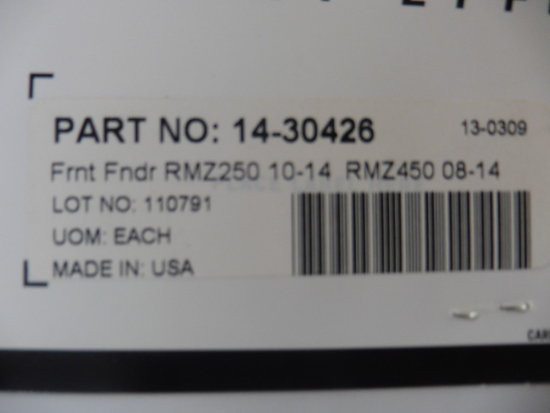 PART NO: 14-30426 13-0309
Frnt Fndr RMZ250 10-14 RMZ450 08-14
LOT NO: 110791
UOM: EACH
MADE IN: USA